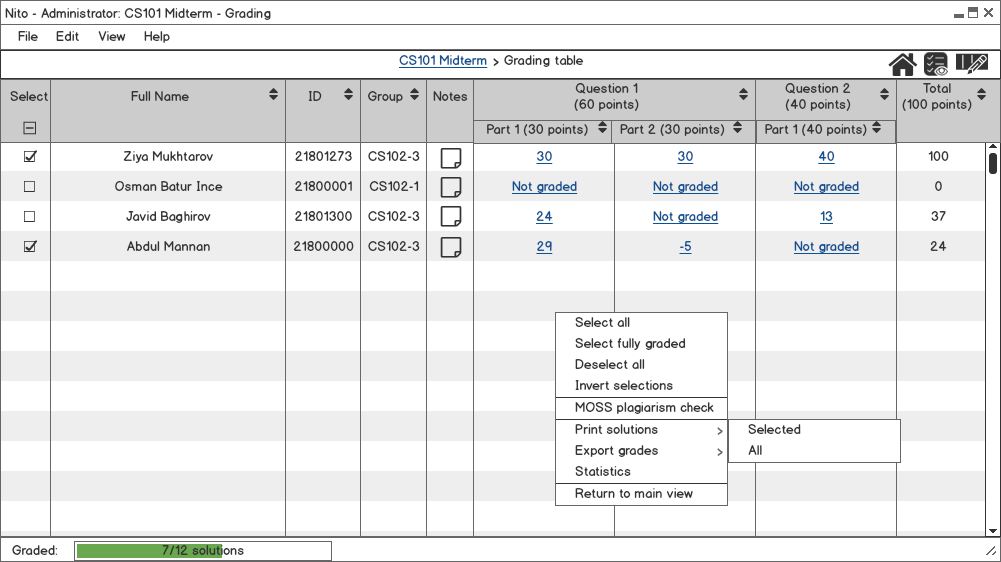 Nito - Administrator: CS101 Midterm - Grading
File Edit View Help
CS101 Midterm > Grading table
Select Full Name ID Group Notes Question 1 (60 points) Question 2 (40 points) Total (100 points)
Part 1 (30 points) Part 2 (30 points) Part 1 (40 points)
Ziya Mukhtarov 21801273 CS102-3 30 30 40 100
Osman Batur Ince 21800001 CS102-1 Not graded Not graded Not graded 0
Javid Baghirov 21801300 CS102-3 24 Not graded 13 37
Abdul Mannan 21800000 CS102-3 29 -5 Not graded 24
Select all
Select fully graded
Deselect all
Invert selections
MOSS plagiarism check
Print solutions >
Export grades >
Statistics
Return to main view
Selected
All
Graded: 7/12 solutions